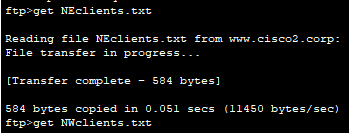 ftp>get NEclients.txt
Reading file NEclients.txt from www.cisco2.corp:
File transfer in progress...
[Transfer complete - 584 bytes]
584 bytes copied in 0.051 secs (11450 bytes/sec)
ftp>get NWclients.txt